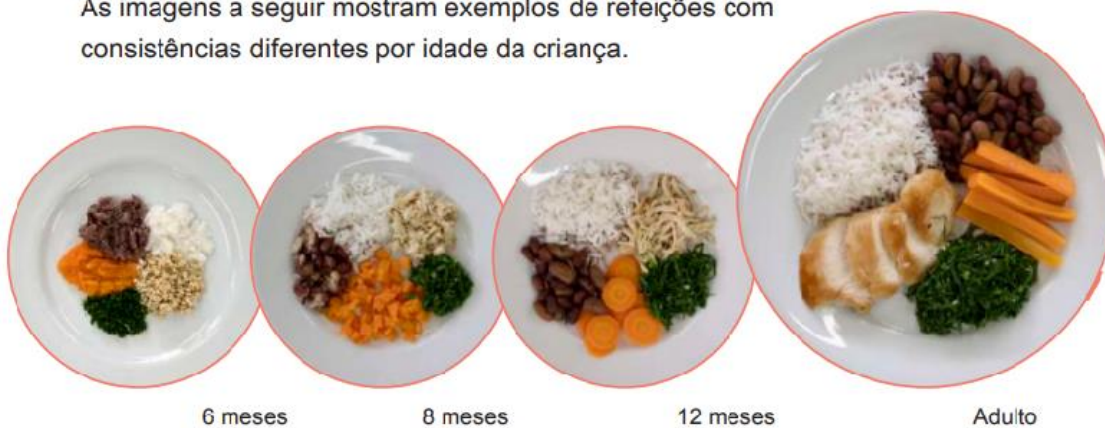 As imagens a seguir mostram exemplos de refeições com
consistências diferentes por idade da criança.
6 meses
8 meses
12 meses
Adulto